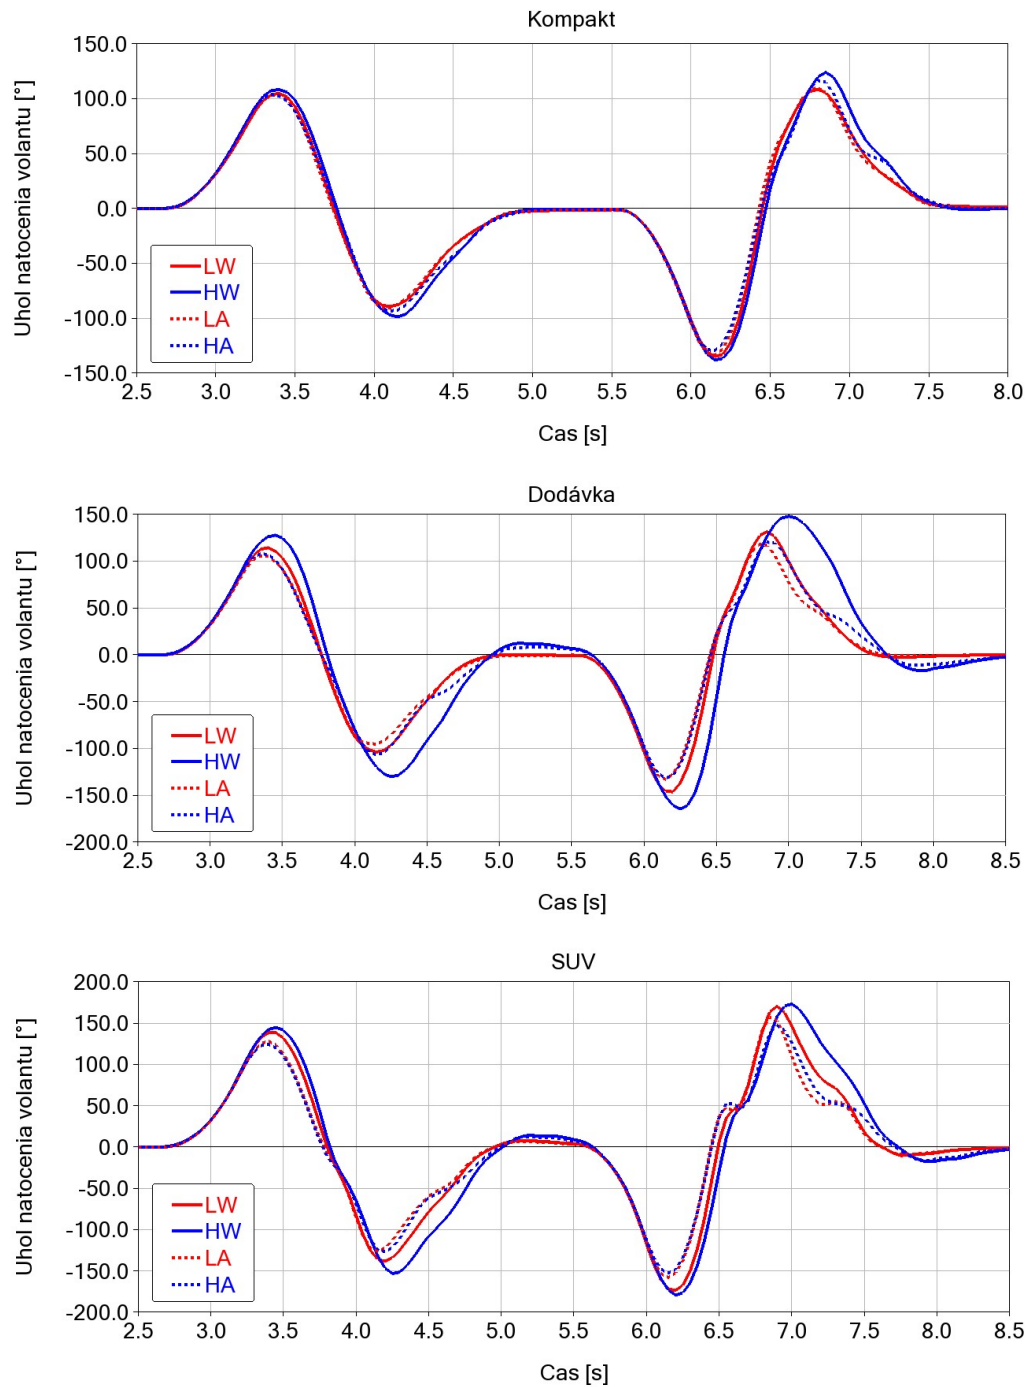 Kompakt
150.0
100.0
50.0
0.0
-50.0
-100.0
-150.0
Uhol natocenia volantu [°]
LW
HW
LA
HA
2.5 3.0 3.5 4.0 4.5 5.0 5.5 6.0 6.5 7.0 7.5 8.0
Cas [s]
Dodávka
150.0
100.0
50.0
0.0
-50.0
-100.0
-150.0
-200.0
Uhol natocenia volantu [°]
LW
HW
LA
HA
2.5 3.0 3.5 4.0 4.5 5.0 5.5 6.0 6.5 7.0 7.5 8.0 8.5
Cas [s]
SUV
200.0
150.0
100.0
50.0
0.0
-50.0
-100.0
-150.0
-200.0
Uhol natocenia volantu [°]
LW
HW
LA
HA
2.5 3.0 3.5 4.0 4.5 5.0 5.5 6.0 6.5 7.0 7.5 8.0 8.5
Cas [s]